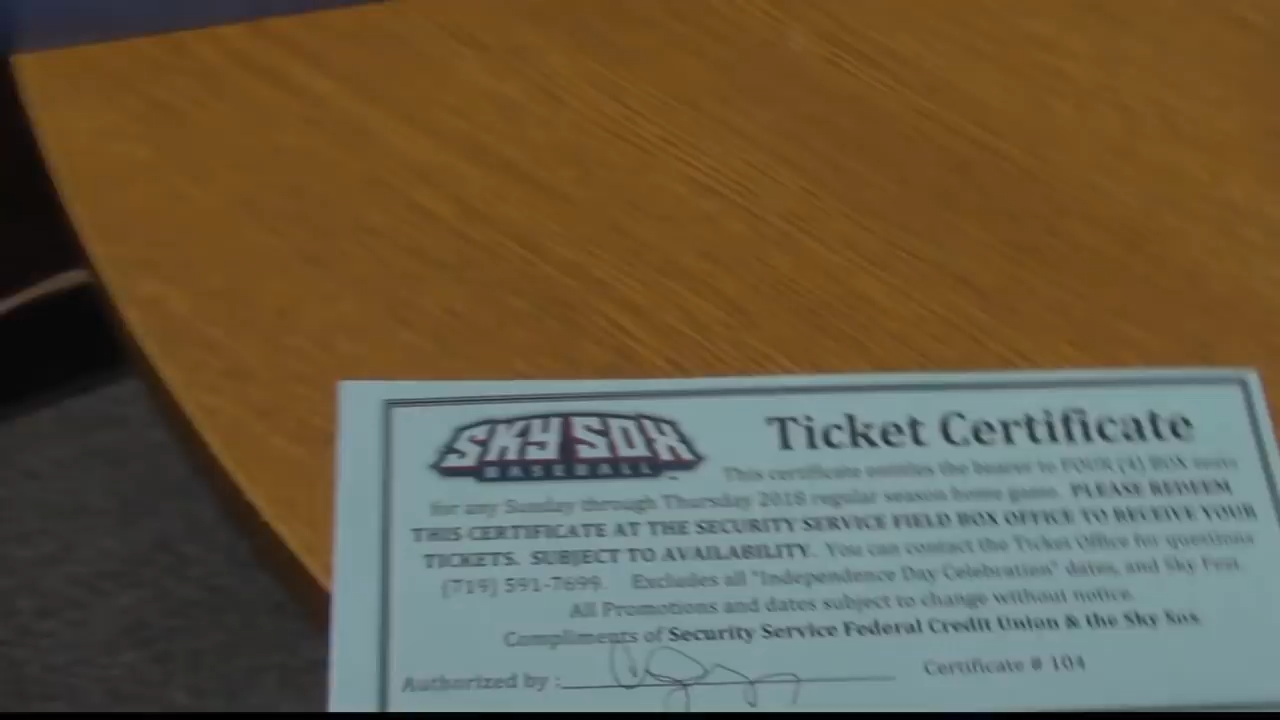 SKY SOX
BASEBALL
Ticket Certificate
This certificate entitles the bearer to FOUR (4) BOX seats
for any Sunday through Thursday 2018 regular season home game. PLEASE REDEEM
THIS CERTIFICATE AT THE SECURITY SERVICE FIELD BOX OFFICE TO RECEIVE YOUR
TICKETS. SUBJECT TO AVAILABILITY. You can contact the Ticket Office for questions
(719) 591-7699. Excludes all "Independence Day Celebration" dates, and Sky Fest.
All Promotions and dates subject to change without notice.
Compliments of Security Service Federal Credit Union & the Sky Sox
Authorized by : Certificate # 104